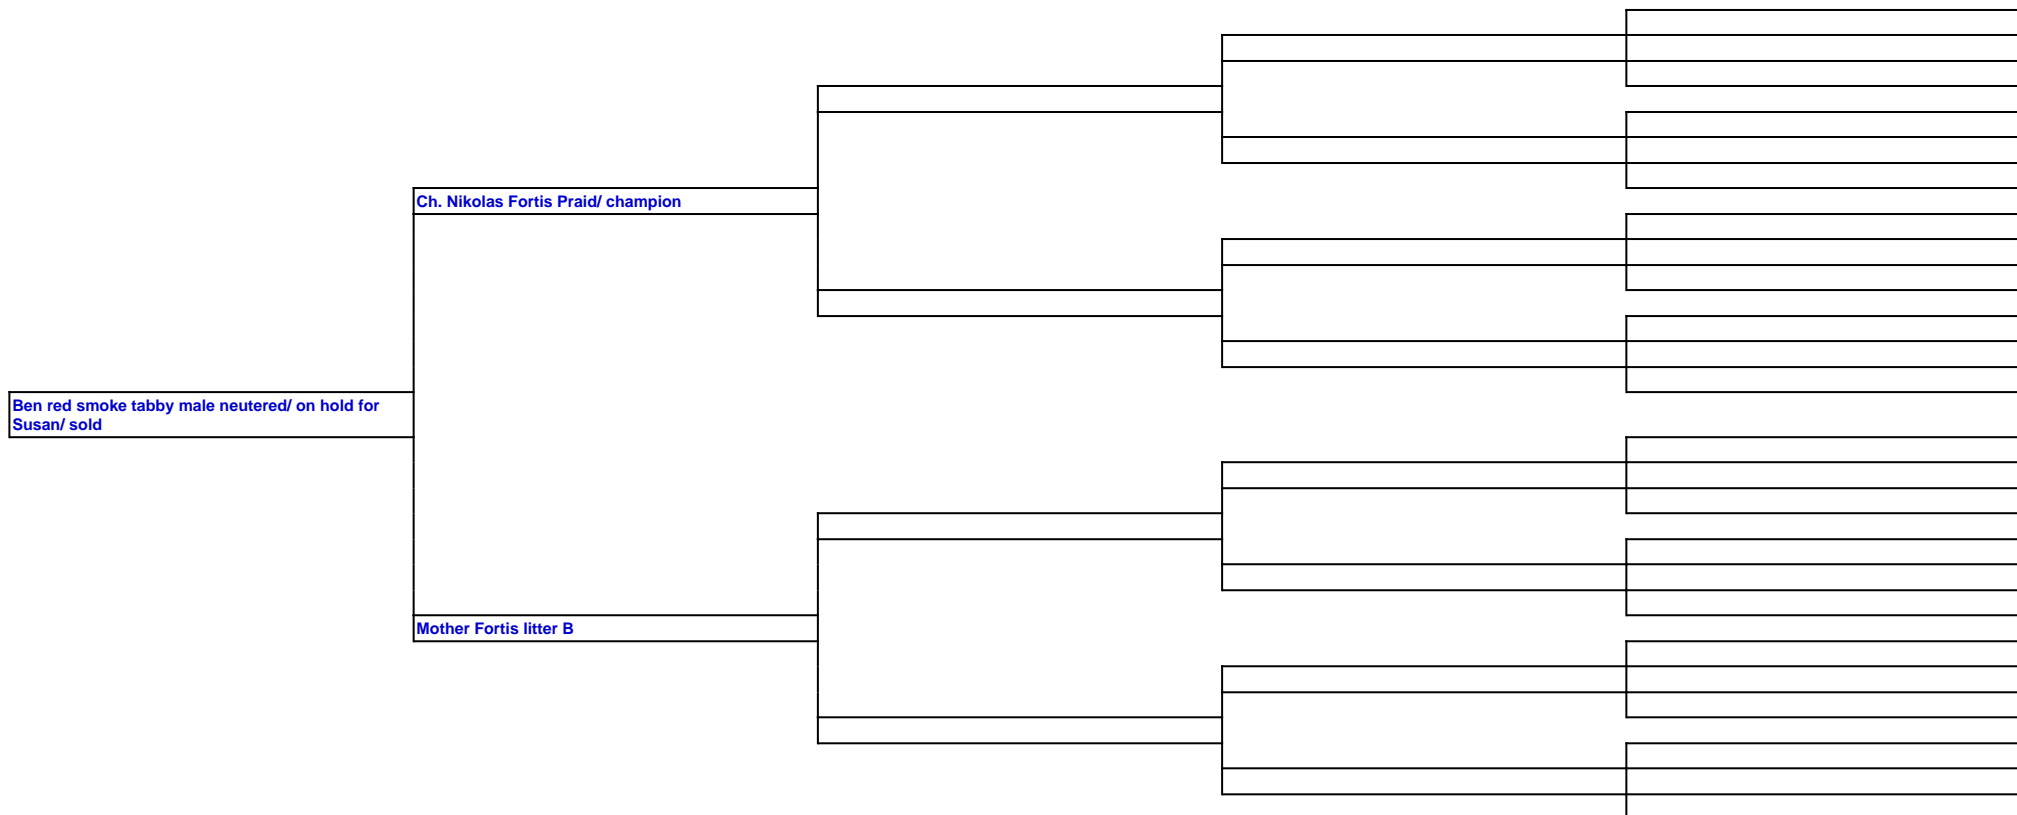 Ch. Nikolas Fortis Praid/ champion
Ben red smoke tabby male neutered/ on hold for
Susan/ sold
Mother Fortis litter B